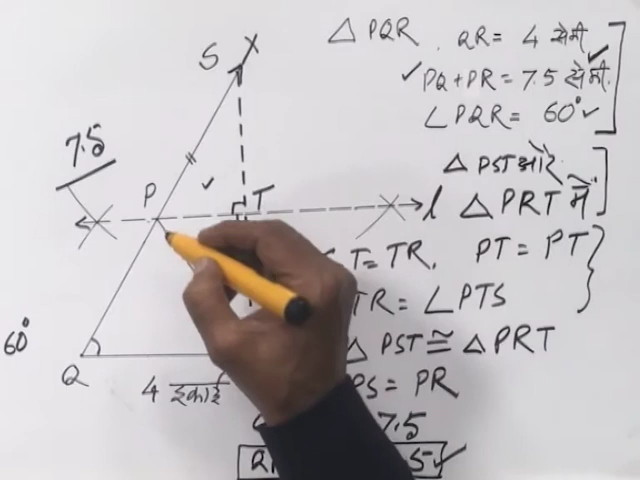 △ PQR, QR = 4 सेमी
✓PQ + PR = 7.5 सेमी.
∠PQR = 60° ✓
△ PST और
△ PRT में
T = TR, PT = PT
TR = ∠PTS
△ PST ≅ △ PRT
PS = PR
7.5
5 ✓
S X
7.5
P
T
l
60°
Q
4 इकाई